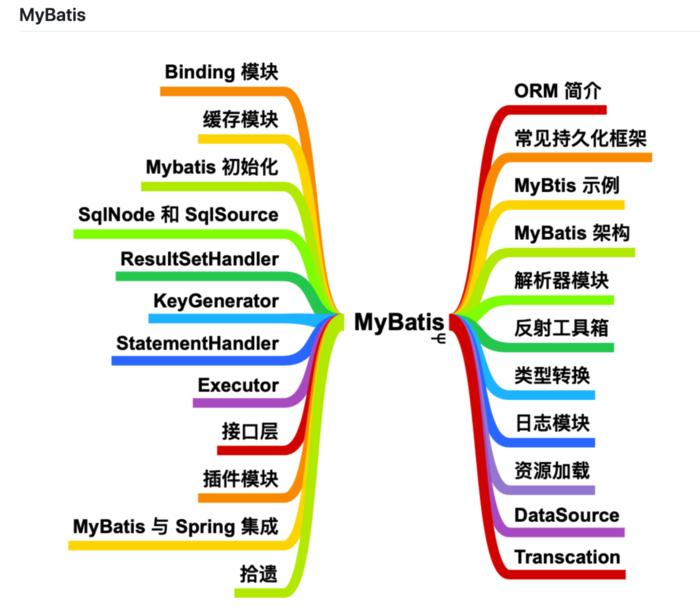 MyBatis
Binding 模块
缓存模块
Mybatis 初始化
SqlNode 和 SqlSource
ResultSetHandler
KeyGenerator
StatementHandler
Executor
接口层
插件模块
MyBatis 与 Spring 集成
拾遗
MyBatis
ORM 简介
常见持久化框架
MyBtis 示例
MyBatis 架构
解析器模块
反射工具箱
类型转换
日志模块
资源加载
DataSource
Transcation